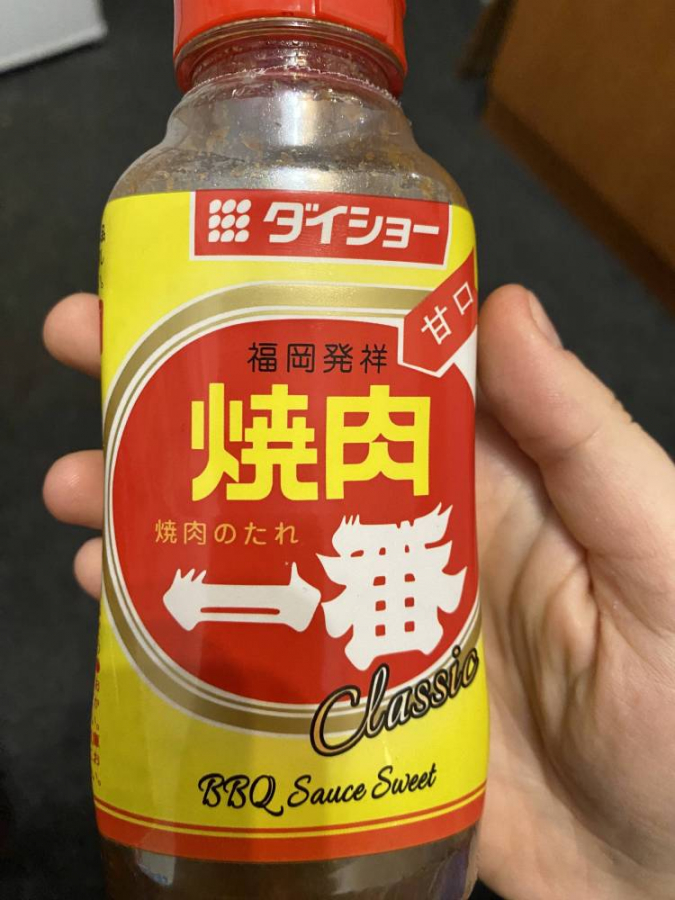 ダイショー
甘口
福岡発祥
焼肉
焼肉のたれ
一番
Classic
BBQ Sauce Sweet